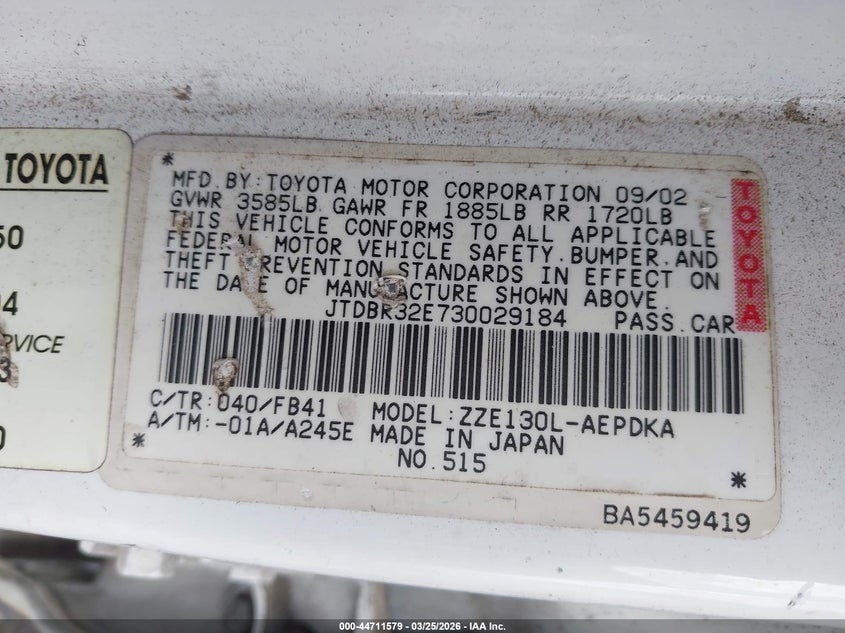 TOYOTA
50
04
RVICE
3
0
*
MFD.BY:TOYOTA MOTOR CORPORATION 09/02
GVWR 3585LB GAWR FR 1885LB RR 1720LB
THIS VEHICLE CONFORMS TO ALL APPLICABLE
FEDERAL MOTOR VEHICLE SAFETY.BUMPER.AND
THEFT PREVENTION STANDARDS IN EFFECT ON
THE DATE OF MANUFACTURE SHOWN ABOVE.
JTDBR32E730029184 PASS.CAR
TOYOTA
C/TR:040/FB41 MODEL:ZZE130L-AEPDKA
A/TM:-01A/A245E MADE IN JAPAN
* NO.515 *
BA5459419
000-44711579 | 03/25/2026 - IAA Inc.